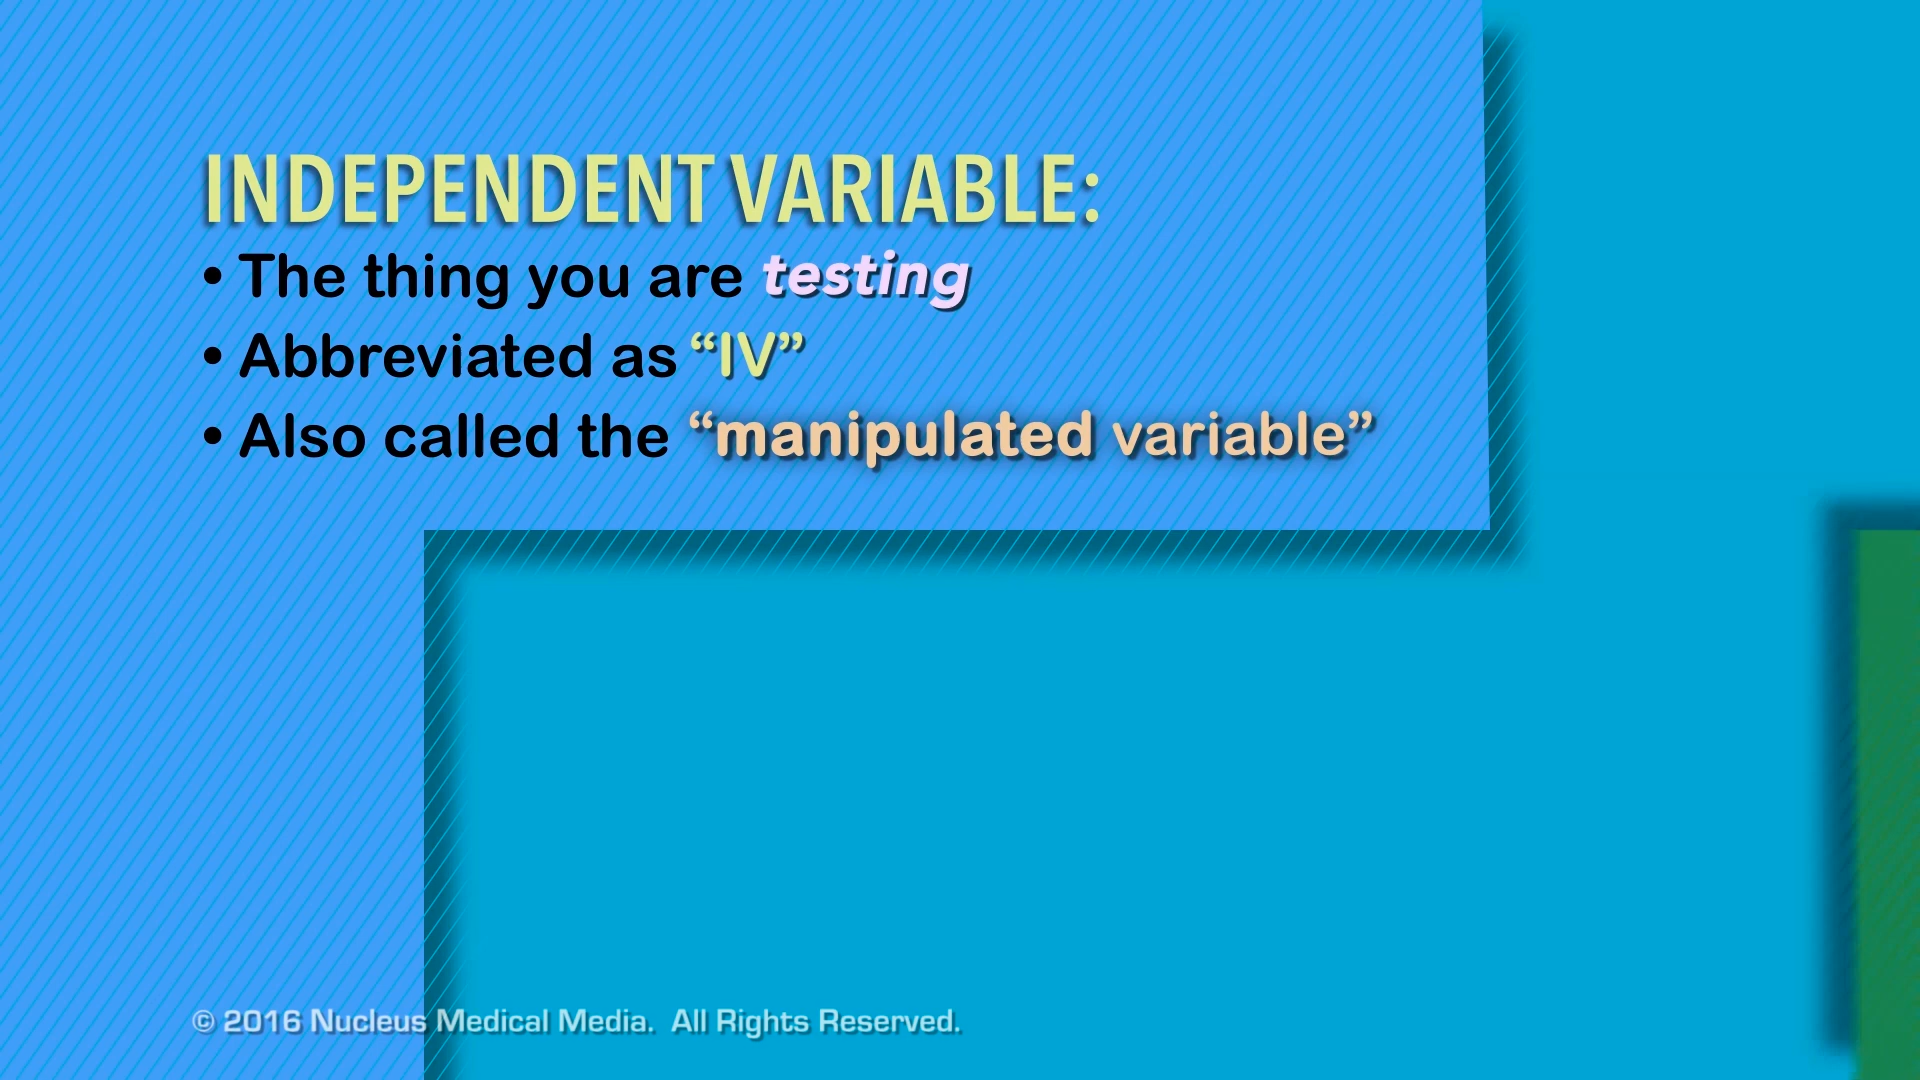 INDEPENDENT VARIABLE:
• The thing you are testing
• Abbreviated as “IV”
• Also called the “manipulated variable”
© 2016 Nucleus Medical Media.  All Rights Reserved.